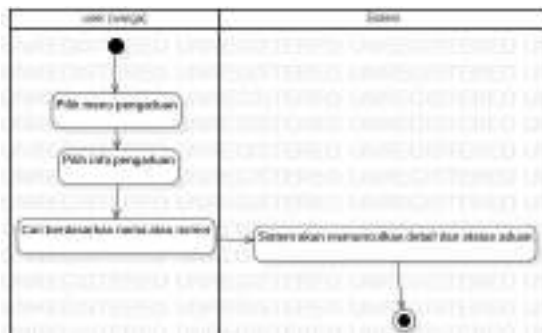 user (warga)
Sistem
Pilih menu pengaduan
Pilih info pengaduan
Cari berdasarkan nama atau nomor
Sistem akan memunculkan detail dan status aduan